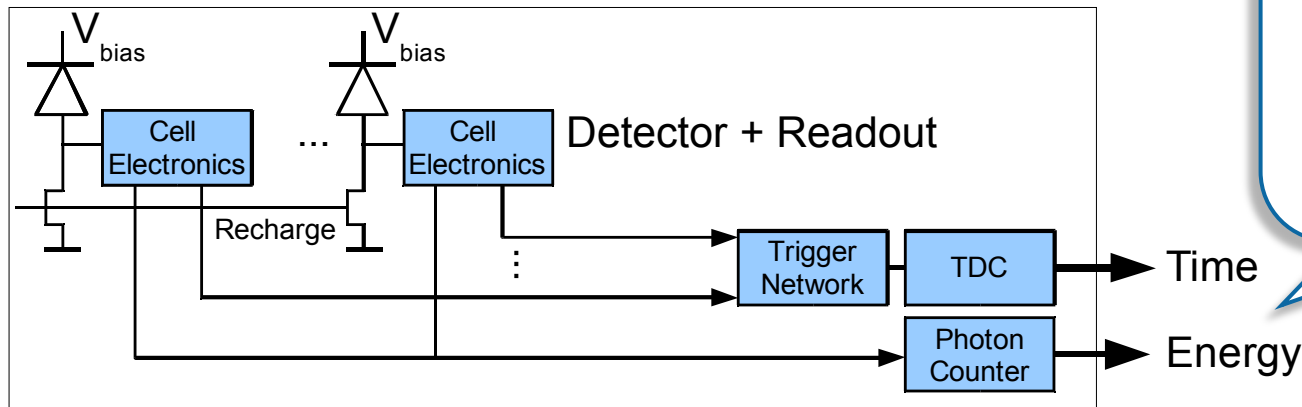 V bias
V bias
Cell
Electronics
...
Cell
Electronics
Detector + Readout
Recharge
...
Trigger
Network
TDC
Time
Photon
Counter
Energy